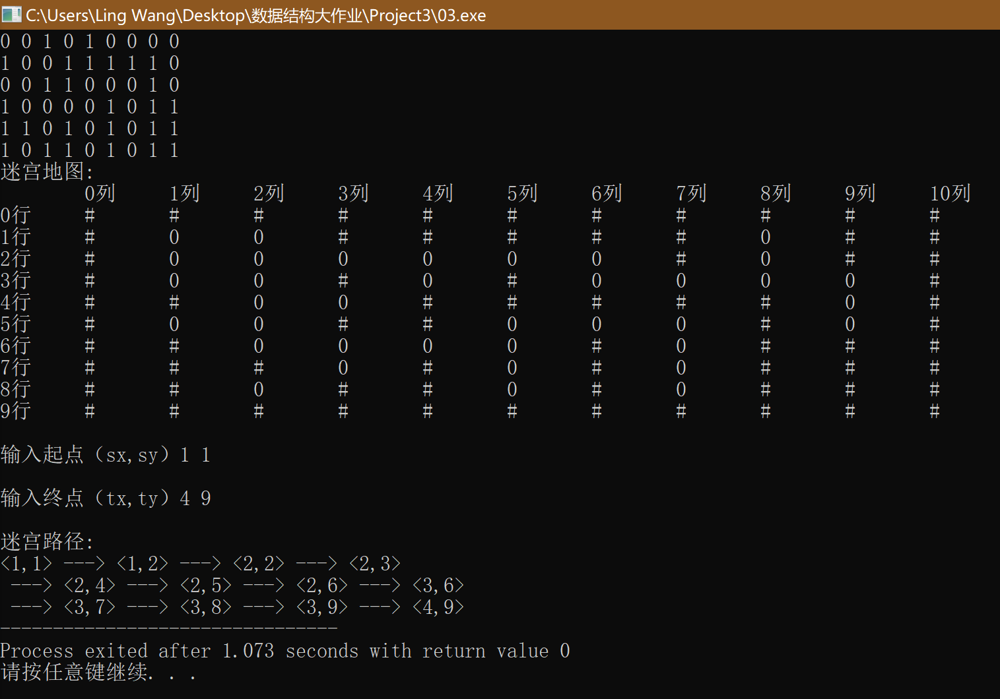 C:\Users\Ling Wang\Desktop\数据结构大作业\Project3\03.exe
0 0 1 0 1 0 0 0 0
1 0 0 1 1 1 1 1 0
0 0 1 1 0 0 0 1 0
1 0 0 0 0 1 0 1 1
1 1 0 1 0 1 0 1 1
1 0 1 1 0 1 0 1 1
迷宫地图:
0列 1列 2列 3列 4列 5列 6列 7列 8列 9列 10列
0行 # # # # # # # # # # #
1行 # 0 0 # # # # # 0 # #
2行 # 0 0 0 0 0 0 # 0 # #
3行 # 0 0 # 0 # 0 0 0 0 #
4行 # # 0 0 # # # # # 0 #
5行 # 0 0 # # 0 0 0 # 0 #
6行 # # 0 0 0 0 # 0 # # #
7行 # # # 0 # 0 # 0 # # #
8行 # # 0 # # 0 # 0 # # #
9行 # # # # # # # # # # #
输入起点（sx,sy）1 1
输入终点（tx,ty）4 9
迷宫路径:
<1,1> ---> <1,2> ---> <2,2> ---> <2,3>
---> <2,4> ---> <2,5> ---> <2,6> ---> <3,6>
---> <3,7> ---> <3,8> ---> <3,9> ---> <4,9>
--------------------------------
Process exited after 1.073 seconds with return value 0
请按任意键继续. . .